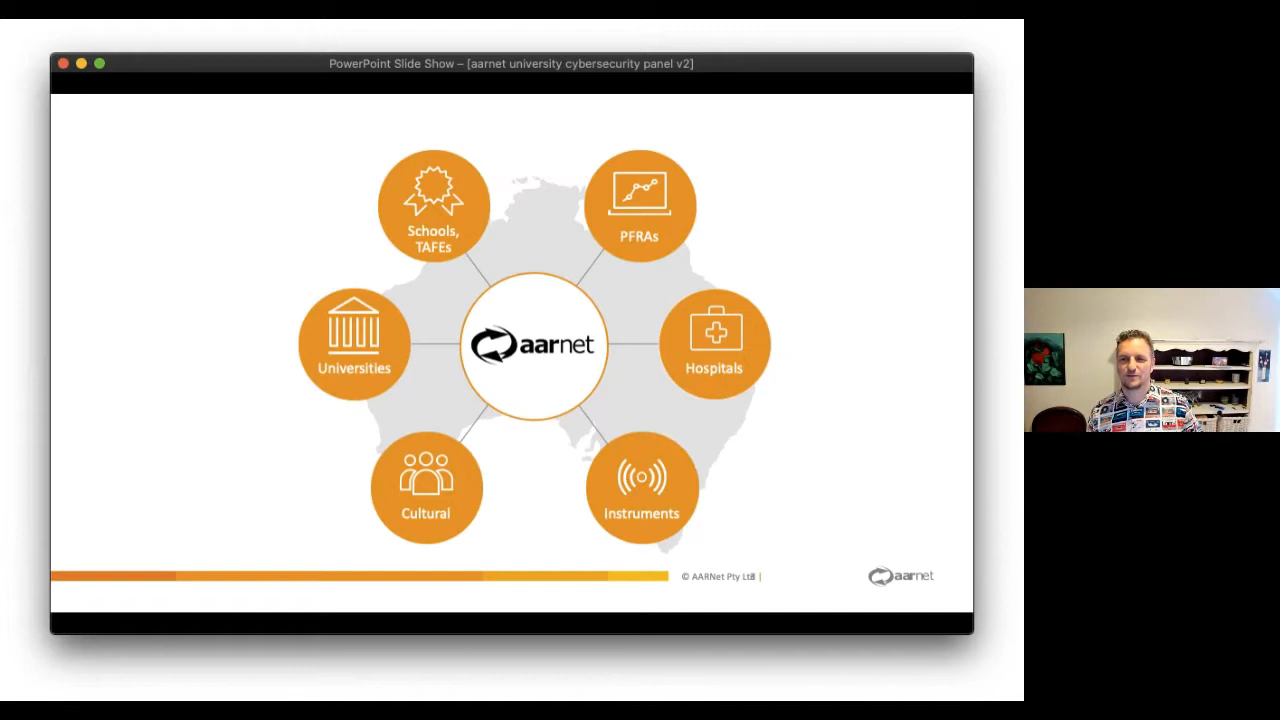 PowerPoint Slide Show – [aarnet university cybersecurity panel v2]
Schools,
TAFEs
PFRAs
Universities
aarnet
Hospitals
Cultural
Instruments
© AARNet Pty Ltd |
aarnet